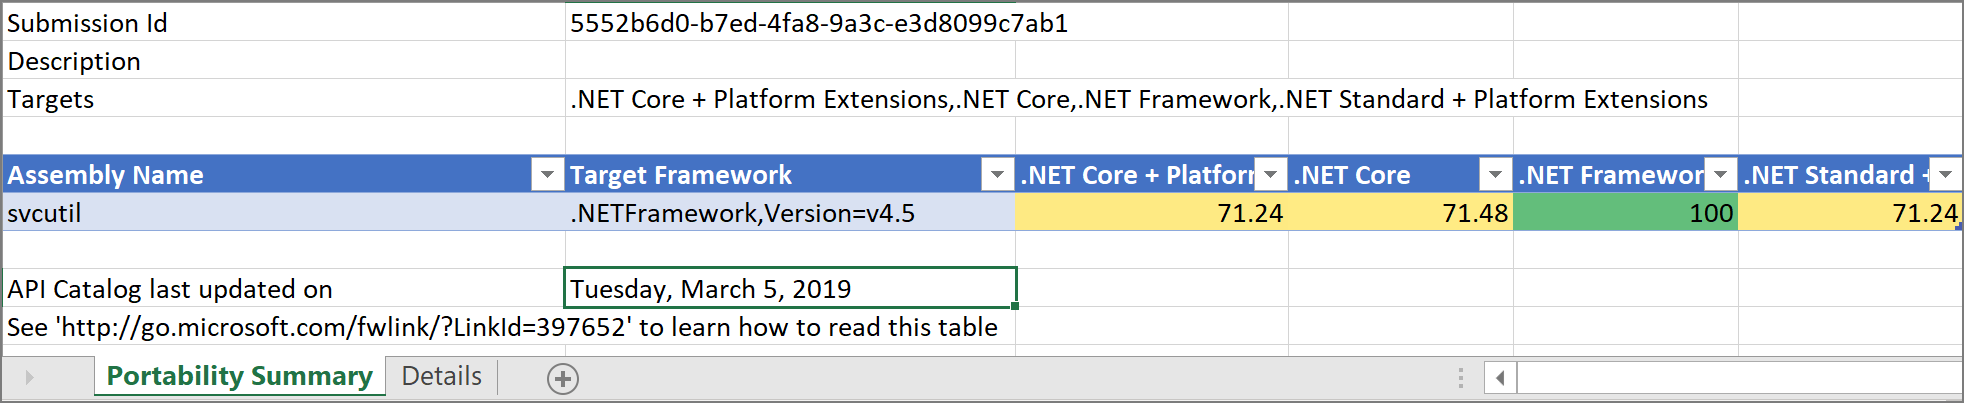 Submission Id 5552b6d0-b7ed-4fa8-9a3c-e3d8099c7ab1
Description
Targets .NET Core + Platform Extensions,.NET Core,.NET Framework,.NET Standard + Platform Extensions
Assembly Name Target Framework .NET Core + Platform .NET Core .NET Framewor .NET Standard +
svcutil .NETFramework,Version=v4.5 71.24 71.48 100 71.24
API Catalog last updated on Tuesday, March 5, 2019
See 'http://go.microsoft.com/fwlink/?LinkId=397652' to learn how to read this table
Portability Summary Details